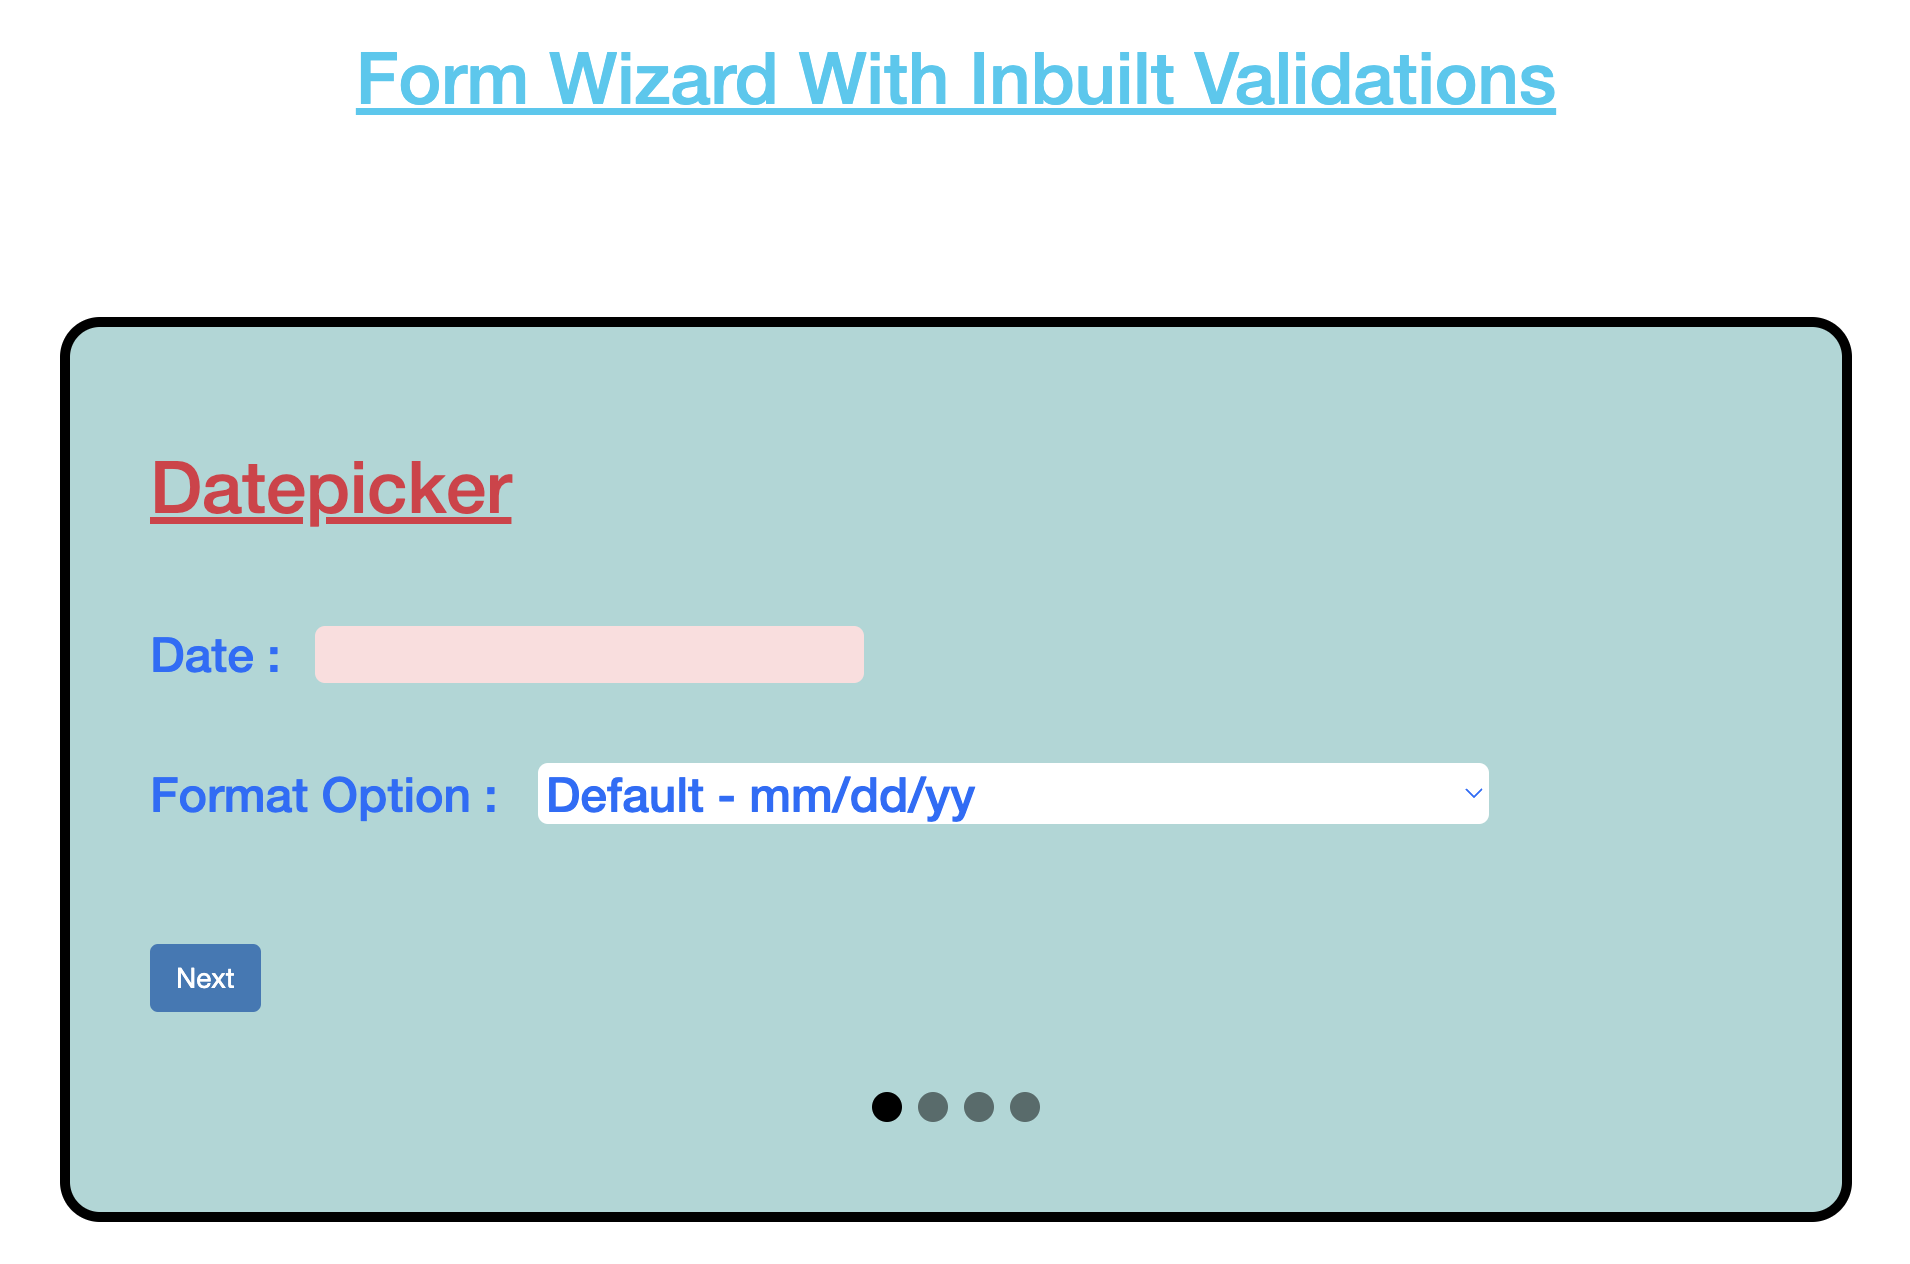 Form Wizard With Inbuilt Validations
Datepicker
Date :
Format Option : Default - mm/dd/yy
Next